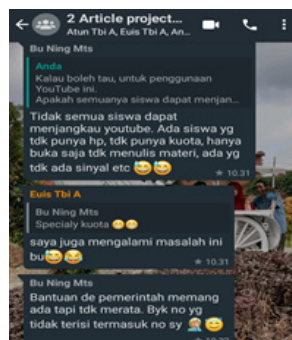 2 Article project...
Atun Tbi A, Euis Tbi A, An...
Bu Ning Mts
Anda
Kalau boleh tau, untuk penggunaan
YouTube ini.
Apakah semuanya siswa dapat menjan...
Tidak semua siswa dapat
menjangkau youtube. Ada siswa yg
tdk punya hp, tdk punya kuota, hanya
buka saja tdk menulis materi, ada yg
tdk ada sinyal etc 😅😅
10.31
Euis Tbi A
Bu Ning Mts
Specialy kuota 😁😁
saya juga mengalami masalah ini
bu😅😂
10.31
Bu Ning Mts
Bantuan de pemerintah memang
ada tapi tdk merata. Byk no yg
tidak terisi termasuk no sy 🤦😇